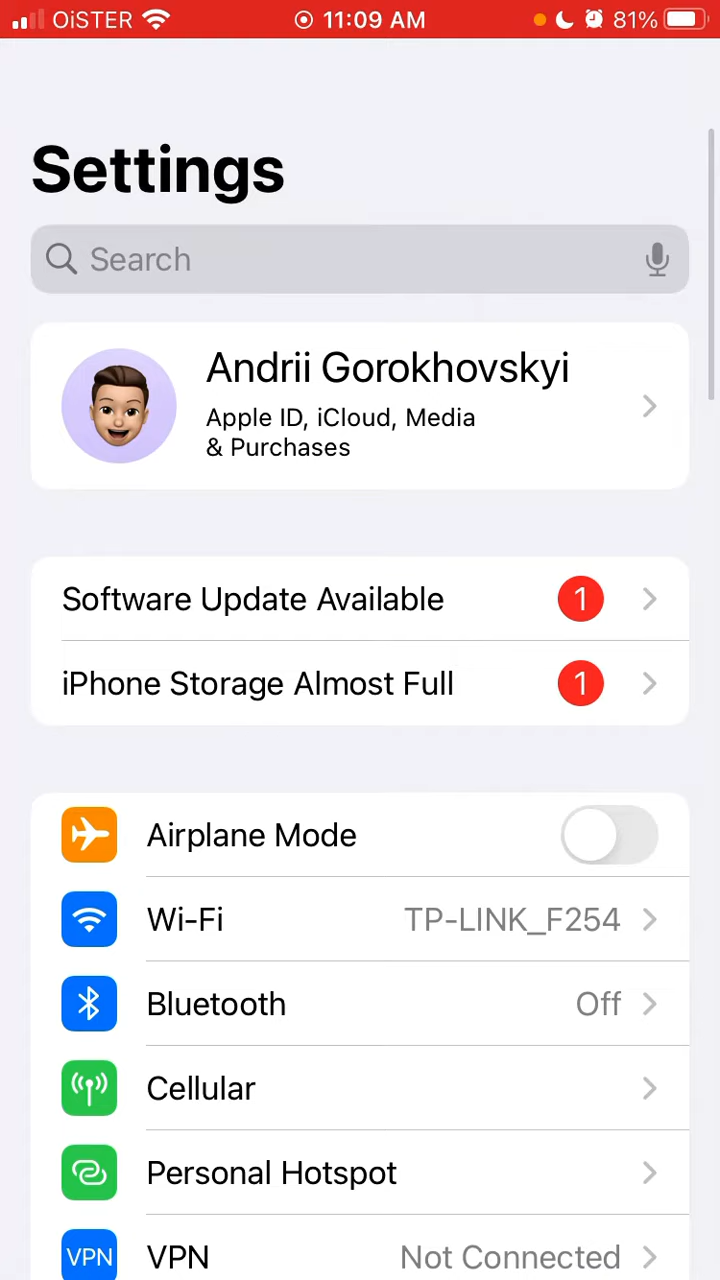 OiSTER 11:09 AM 81%
Settings
Search
Andrii Gorokhovskyi
Apple ID, iCloud, Media
& Purchases
Software Update Available 1
iPhone Storage Almost Full 1
Airplane Mode
Wi-Fi TP-LINK_F254
Bluetooth Off
Cellular
Personal Hotspot
VPN VPN Not Connected